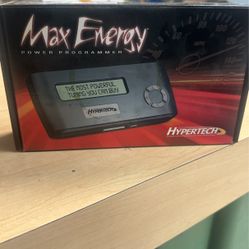 Max Energy
POWER PROGRAMMER
THE MOST POWERFUL
TUNING YOU CAN BUY
HYPERTECH
HYPERTECH